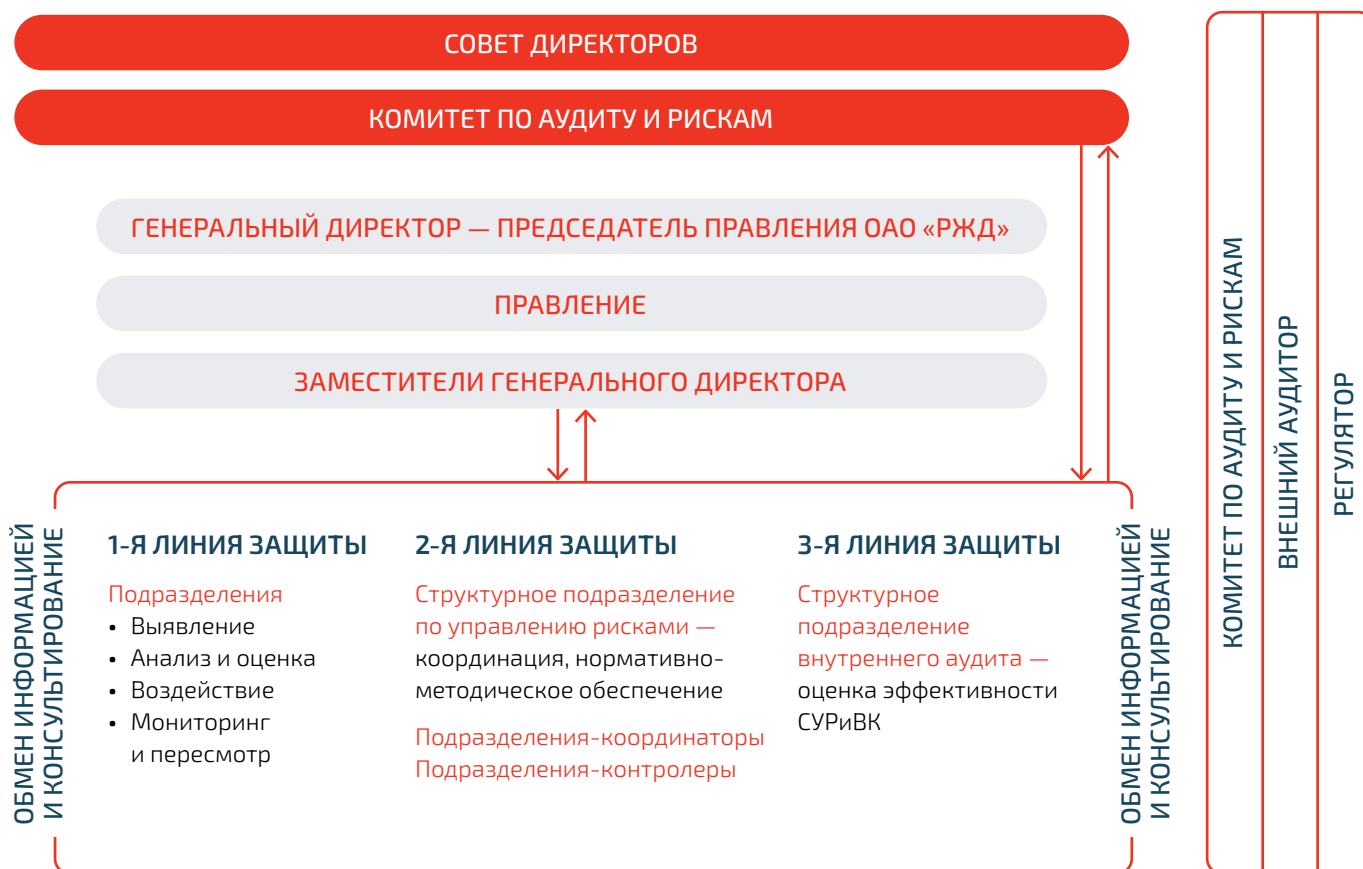 СОВЕТ ДИРЕКТОРОВ
КОМИТЕТ ПО АУДИТУ И РИСКАМ
ГЕНЕРАЛЬНЫЙ ДИРЕКТОР — ПРЕДСЕДАТЕЛЬ ПРАВЛЕНИЯ ОАО «РЖД»
ПРАВЛЕНИЕ
ЗАМЕСТИТЕЛИ ГЕНЕРАЛЬНОГО ДИРЕКТОРА
ОБМЕН ИНФОРМАЦИЕЙ
И КОНСУЛЬТИРОВАНИЕ
1-Я ЛИНИЯ ЗАЩИТЫ
Подразделения
• Выявление
• Анализ и оценка
• Воздействие
• Мониторинг
и пересмотр
2-Я ЛИНИЯ ЗАЩИТЫ
Структурное подразделение
по управлению рисками —
координация, нормативно-
методическое обеспечение
Подразделения-координаторы
Подразделения-контролеры
3-Я ЛИНИЯ ЗАЩИТЫ
Структурное
подразделение
внутреннего аудита —
оценка эффективности
СУРиВК
ОБМЕН ИНФОРМАЦИЕЙ
И КОНСУЛЬТИРОВАНИЕ
КОМИТЕТ ПО АУДИТУ И РИСКАМ
ВНЕШНИЙ АУДИТОР
РЕГУЛЯТОР